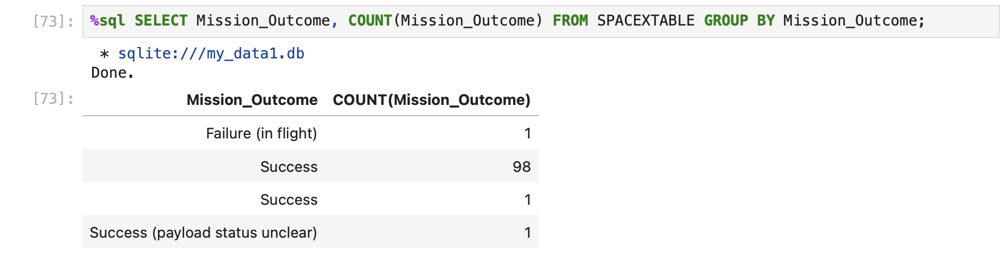 [73]: %sql SELECT Mission_Outcome, COUNT(Mission_Outcome) FROM SPACEXTABLE GROUP BY Mission_Outcome;
* sqlite:///my_data1.db
Done.
[73]: Mission_Outcome COUNT(Mission_Outcome)
Failure (in flight) 1
Success 98
Success 1
Success (payload status unclear) 1